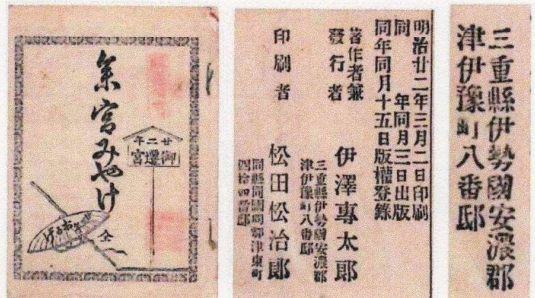 参宮みやけ
廿二年
御遷宮
全
明治廿二年三月二日印刷
同 年同月三日出版
同年同月十五日版權登錄
著作者兼
發行者 伊澤專太郎
三重縣伊勢國安濃郡
津伊豫町八番邸
印刷者 松田松治郎
同縣同國同郡津東町
四拾四番邸
三重縣伊勢國安濃郡
津伊豫町八番邸